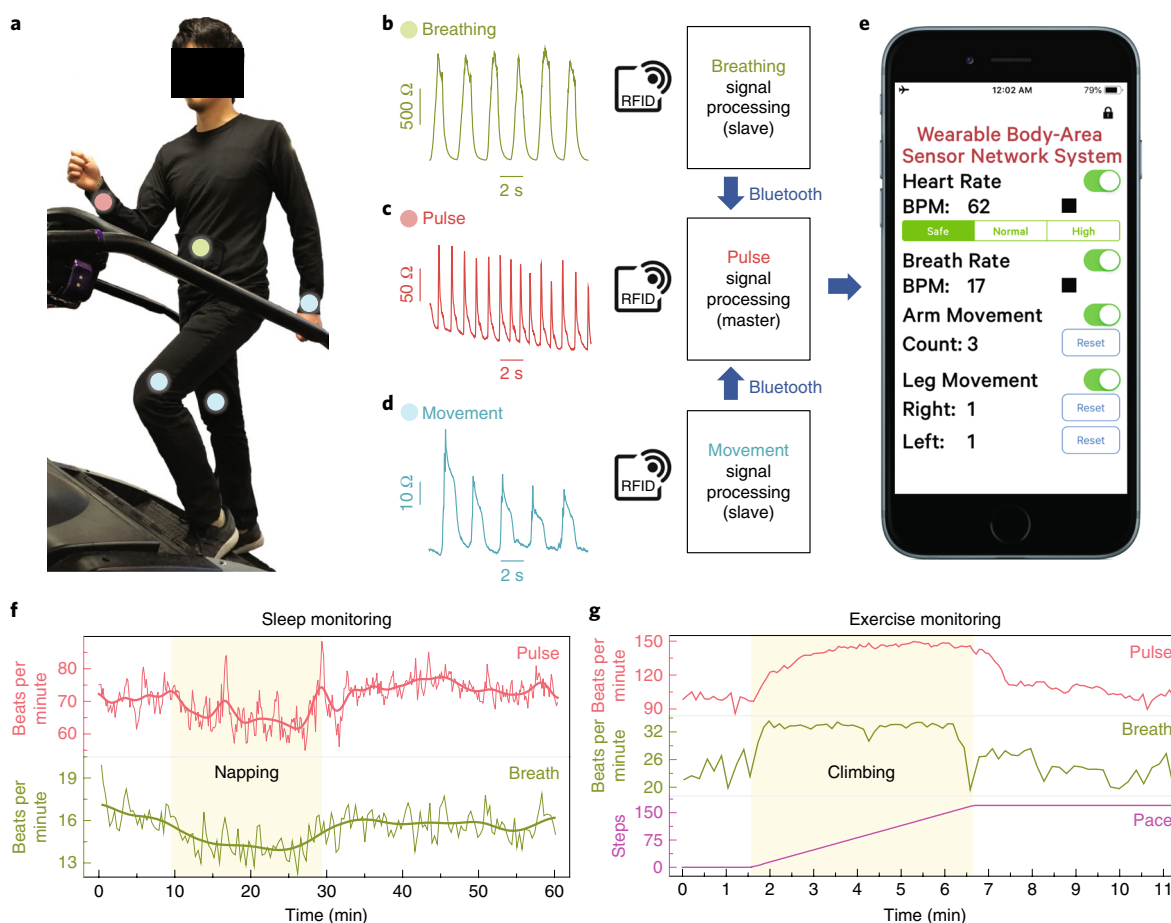 a
b
Breathing
500 Ω
2 s
RFID
Breathing
signal
processing
(slave)
Bluetooth
c
Pulse
50 Ω
2 s
RFID
Pulse
signal
processing
(master)
Bluetooth
d
Movement
10 Ω
2 s
RFID
Movement
signal
processing
(slave)
e
12:02 AM
79%
Wearable Body-Area
Sensor Network System
Heart Rate
BPM: 62
Safe Normal High
Breath Rate
BPM: 17
Arm Movement
Count: 3 Reset
Leg Movement
Right: 1 Reset
Left: 1 Reset
f
Sleep monitoring
Beats per
minute
80
70
60
Pulse
Napping
Beats per
minute
19
16
13
Breath
0 10 20 30 40 50 60
Time (min)
g
Exercise monitoring
Beats per
minute
150
120
90
Pulse
Beats per
minute
32
26
20
Breath
Climbing
Steps
150
75
0
Pace
0 1 2 3 4 5 6 7 8 9 10 11
Time (min)